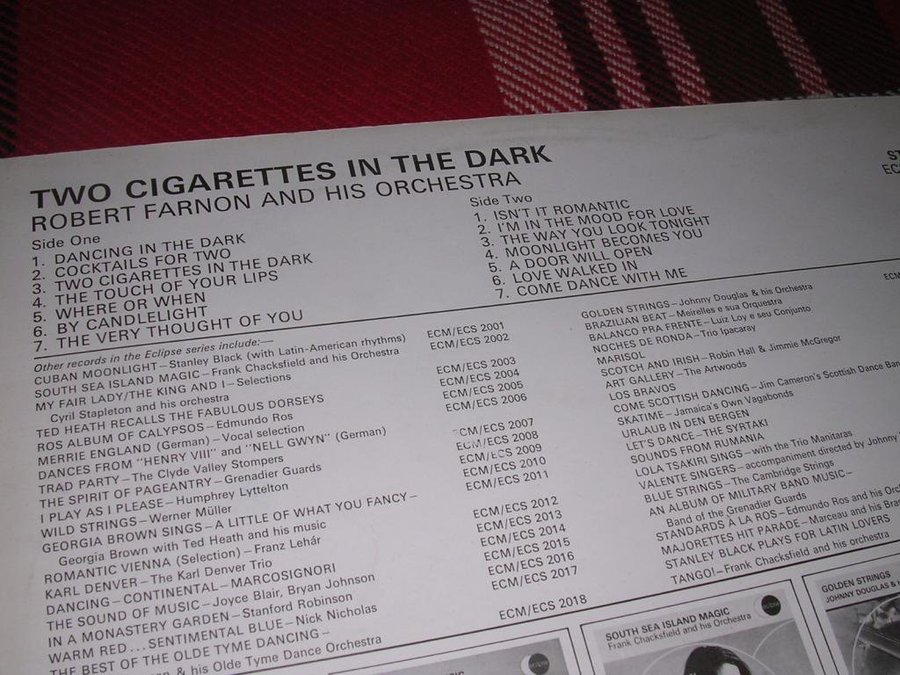 TWO CIGARETTES IN THE DARK
ROBERT FARNON AND HIS ORCHESTRA
Side One
1. DANCING IN THE DARK
2. COCKTAILS FOR TWO
3. TWO CIGARETTES IN THE DARK
4. THE TOUCH OF YOUR LIPS
5. WHERE OR WHEN
6. BY CANDLELIGHT
7. THE VERY THOUGHT OF YOU
Side Two
1. ISN'T IT ROMANTIC
2. I'M IN THE MOOD FOR LOVE
3. THE WAY YOU LOOK TONIGHT
4. MOONLIGHT BECOMES YOU
5. A DOOR WILL OPEN
6. LOVE WALKED IN
7. COME DANCE WITH ME
Other records in the Eclipse series include:—
CUBAN MOONLIGHT–Stanley Black (with Latin-American rhythms) ECM/ECS 2001
SOUTH SEA ISLAND MAGIC–Frank Chacksfield and his Orchestra ECM/ECS 2002
MY FAIR LADY/THE KING AND I–Selections
Cyril Stapleton and his orchestra ECM/ECS 2003
TED HEATH RECALLS THE FABULOUS DORSEYS ECM/ECS 2004
ROS ALBUM OF CALYPSOS–Edmundo Ros ECM/ECS 2005
MERRIE ENGLAND (German)–Vocal selection ECM/ECS 2006
DANCES FROM "HENRY VIII" and "NELL GWYN" (German)
TRAD PARTY–The Clyde Valley Stompers ECM/ECS 2007
THE SPIRIT OF PAGEANTRY–Grenadier Guards ECM/ECS 2008
I PLAY AS I PLEASE–Humphrey Lyttelton ECM/ECS 2009
WILD STRINGS–Werner Müller ECM/ECS 2010
GEORGIA BROWN SINGS–A LITTLE OF WHAT YOU FANCY–
Georgia Brown with Ted Heath and his music ECM/ECS 2011
ROMANTIC VIENNA (Selection)–Franz Lehár ECM/ECS 2012
KARL DENVER–The Karl Denver Trio ECM/ECS 2013
DANCING–CONTINENTAL–MARCOSIGNORI ECM/ECS 2014
THE SOUND OF MUSIC–Joyce Blair, Bryan Johnson ECM/ECS 2015
IN A MONASTERY GARDEN–Stanford Robinson ECM/ECS 2016
WARM RED...SENTIMENTAL BLUE–Nick Nicholas ECM/ECS 2017
THE BEST OF THE OLDE TYME DANCING–
& his Olde Tyme Dance Orchestra ECM/ECS 2018
GOLDEN STRINGS–Johnny Douglas & his Orchestra
BRAZILIAN BEAT–Meirelles e sua Orquestra
BALANCO PRA FRENTE–Luiz Loy e seu Conjunto
NOCHES DE RONDA–Trio Ipacaray
MARISOL
SCOTCH AND IRISH–Robin Hall & Jimmie McGregor
ART GALLERY–The Artwoods
LOS BRAVOS
COME SCOTTISH DANCING–Jim Cameron's Scottish Dance Band
SKATIME–Jamaica's Own Vagabonds
URLAUB IN DEN BERGEN
LET'S DANCE–THE SYRTAKI
SOUNDS FROM RUMANIA
LOLA TSAKIRI SINGS–with the Trio Manitaras
VALENTE SINGERS–accompaniment directed by Johnny
BLUE STRINGS–The Cambridge Strings
AN ALBUM OF MILITARY BAND MUSIC–
Band of the Grenadier Guards
STANDARDS À LA ROS–Edmundo Ros and his
MAJORETTES HIT PARADE–Marceau and his
STANLEY BLACK PLAYS FOR LATIN LOVERS
TANGO!–Frank Chacksfield and his orchestra
SOUTH SEA ISLAND MAGIC
Frank Chacksfield and his Orchestra
GOLDEN STRINGS
JOHNNY DOUGLAS &